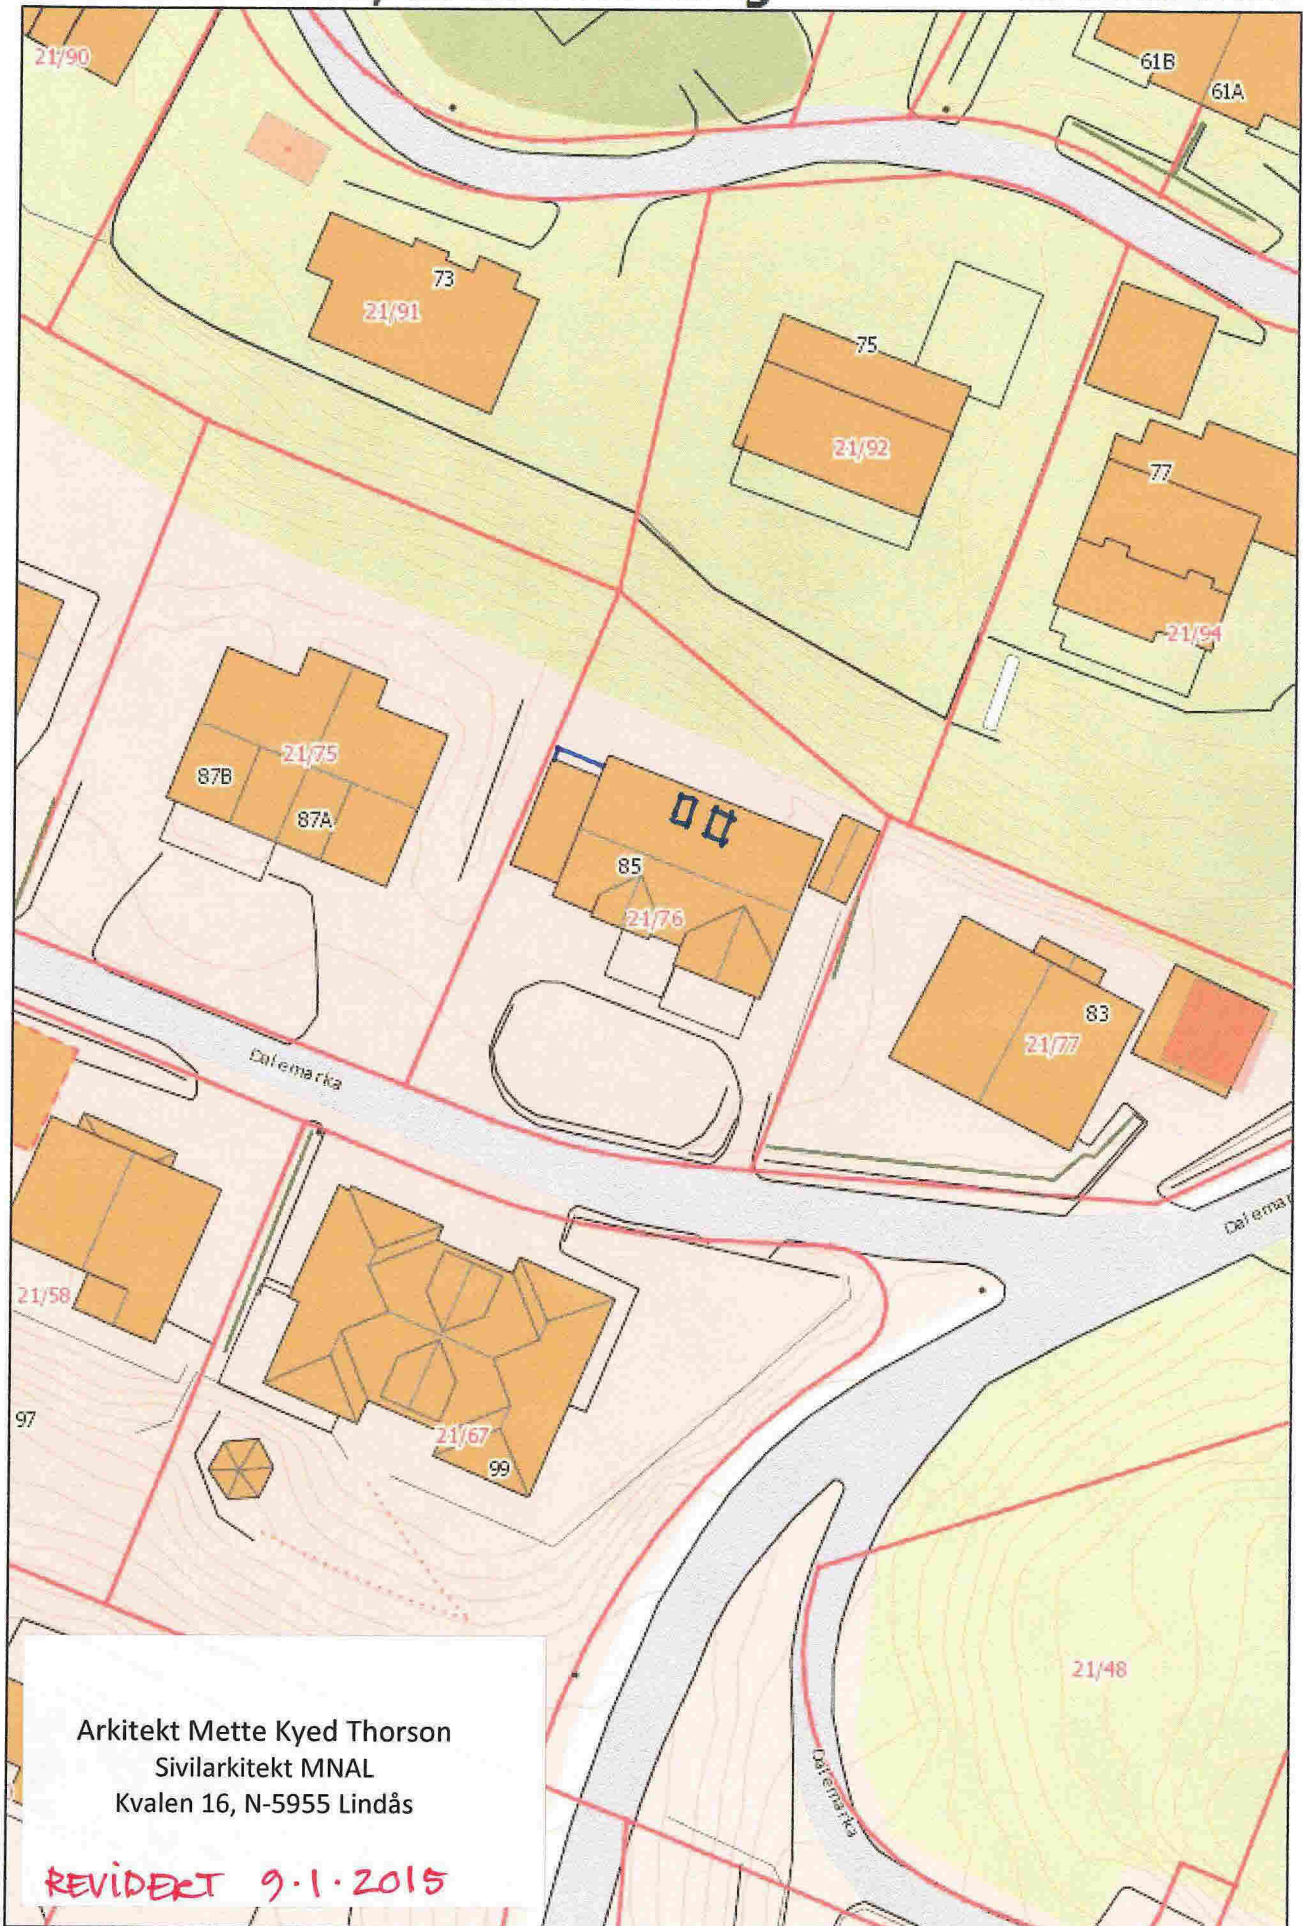 21/90
61B
61A
73
21/91
75
21/92
77
21/94
21/75
87B
87A
85
21/76
83
21/77
Dalemarka
21/58
97
21/67
99
21/48
Dalemarka
Arkitekt Mette Kyed Thorson
Sivilarkitekt MNAL
Kvalen 16, N-5955 Lindås
REVIDERT 9.1.2015